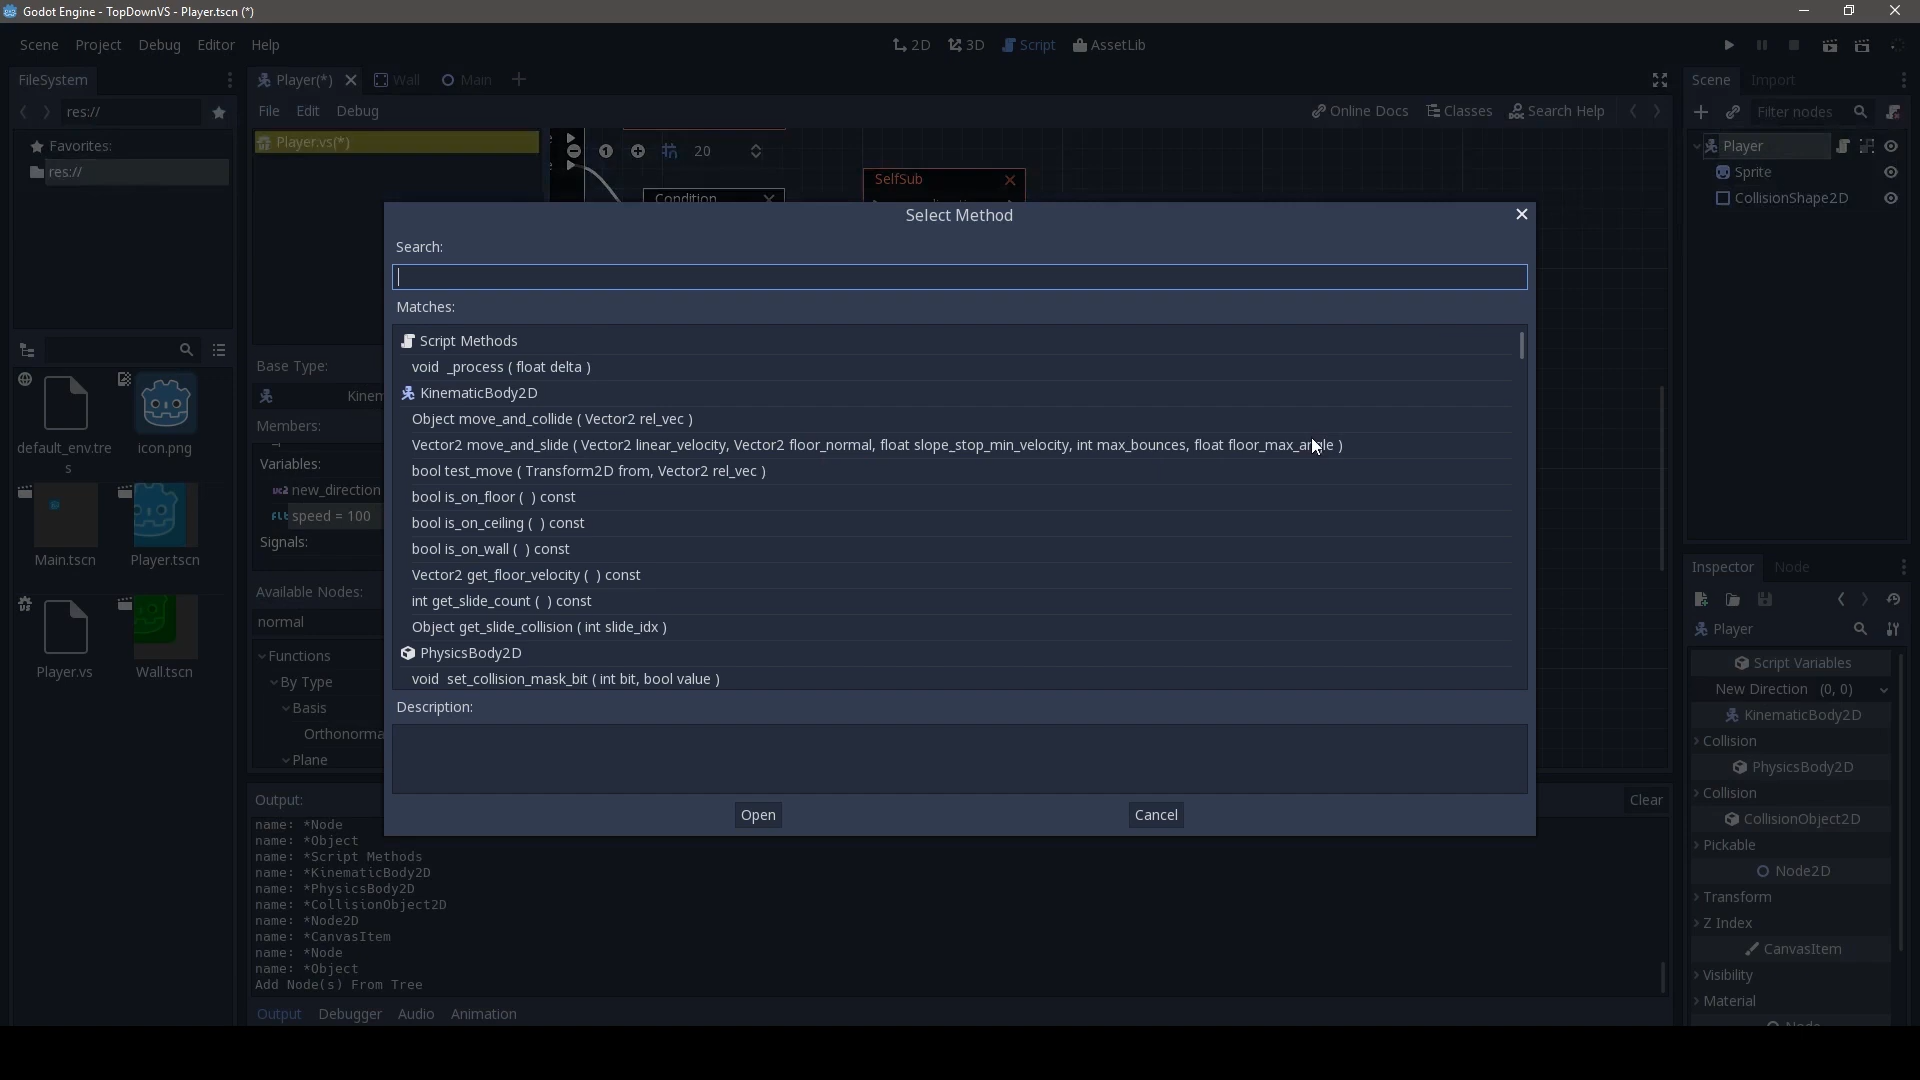 Godot Engine - TopDownVS - Player.tscn (*)
Scene Project Debug Editor Help
2D 3D Script AssetLib
FileSystem
Player(*) Wall Main
Scene Import
res://
File Edit Debug
Online Docs Classes Search Help
Filter nodes
Favorites:
res://
Player.vs(*)
20
Player
Sprite
CollisionShape2D
SelfSub
Condition
Select Method
Search:
Matches:
Script Methods
void _process ( float delta )
KinematicBody2D
Object move_and_collide ( Vector2 rel_vec )
Vector2 move_and_slide ( Vector2 linear_velocity, Vector2 floor_normal, float slope_stop_min_velocity, int max_bounces, float floor_max_angle )
bool test_move ( Transform2D from, Vector2 rel_vec )
bool is_on_floor ( ) const
bool is_on_ceiling ( ) const
bool is_on_wall ( ) const
Vector2 get_floor_velocity ( ) const
int get_slide_count ( ) const
Object get_slide_collision ( int slide_idx )
PhysicsBody2D
void set_collision_mask_bit ( int bit, bool value )
Description:
Open Cancel
Base Type:
Kinem
Members:
Variables:
vc2 new_direction
flt speed = 100
Signals:
Available Nodes:
normal
Functions
By Type
Basis
Orthonorma
Plane
default_env.tre
s
icon.png
Main.tscn
Player.tscn
Player.vs
Wall.tscn
Output:
Clear
name: *Node
name: *Object
name: *Script Methods
name: *KinematicBody2D
name: *PhysicsBody2D
name: *CollisionObject2D
name: *Node2D
name: *CanvasItem
name: *Node
name: *Object
Add Node(s) From Tree
Output Debugger Audio Animation
Inspector Node
Player
Script Variables
New Direction (0, 0)
KinematicBody2D
Collision
PhysicsBody2D
Collision
CollisionObject2D
Pickable
Node2D
Transform
Z Index
CanvasItem
Visibility
Material
Node